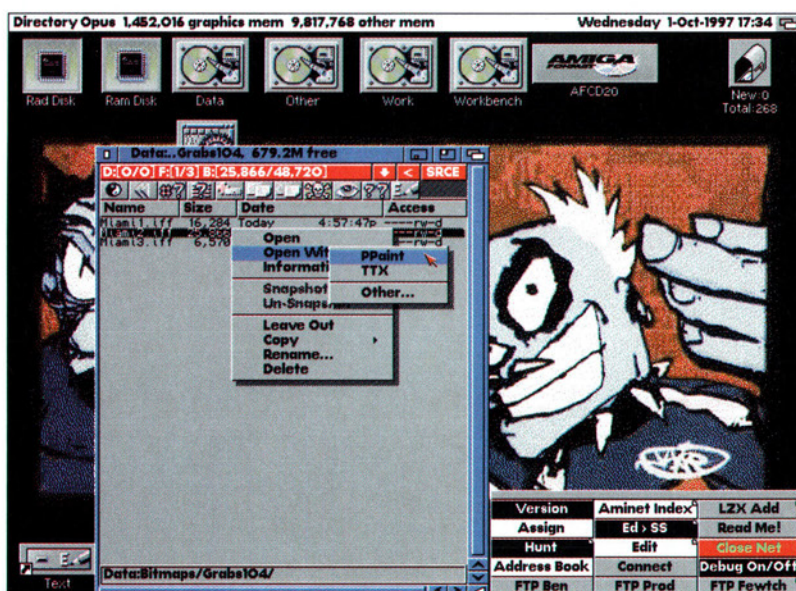 Directory Opus 1,452,016 graphics mem 9,817,768 other mem Wednesday 1-Oct-1997 17:34
Rad Disk Ram Disk Data Other Work Workbench AFCD20
AMIGA
New:0
Total:268
Data:..Grabs104, 679.2M free
D:[0/0] F:[1/3] B:[25,866/48,720] < SRCE
Name Size Date Access
Miami1.iff 16,284 Today 4:57:47p ----rw-d
Miami2.iff 25,866
Miami3.iff 6,570
Open
Open Wit
Informati
Snapshot
Un-Snaps
Leave Out
Copy
Rename...
Delete
PPaint
TTX
Other...
Data:Bitmaps/Grabs104/
Text
Version Aminet Index LZX Add
Assign Ed>SS Read Me!
Hunt Edit Close Net
Address Book Connect Debug On/Off
FTP Ben FTP Prod FTP Fewtch